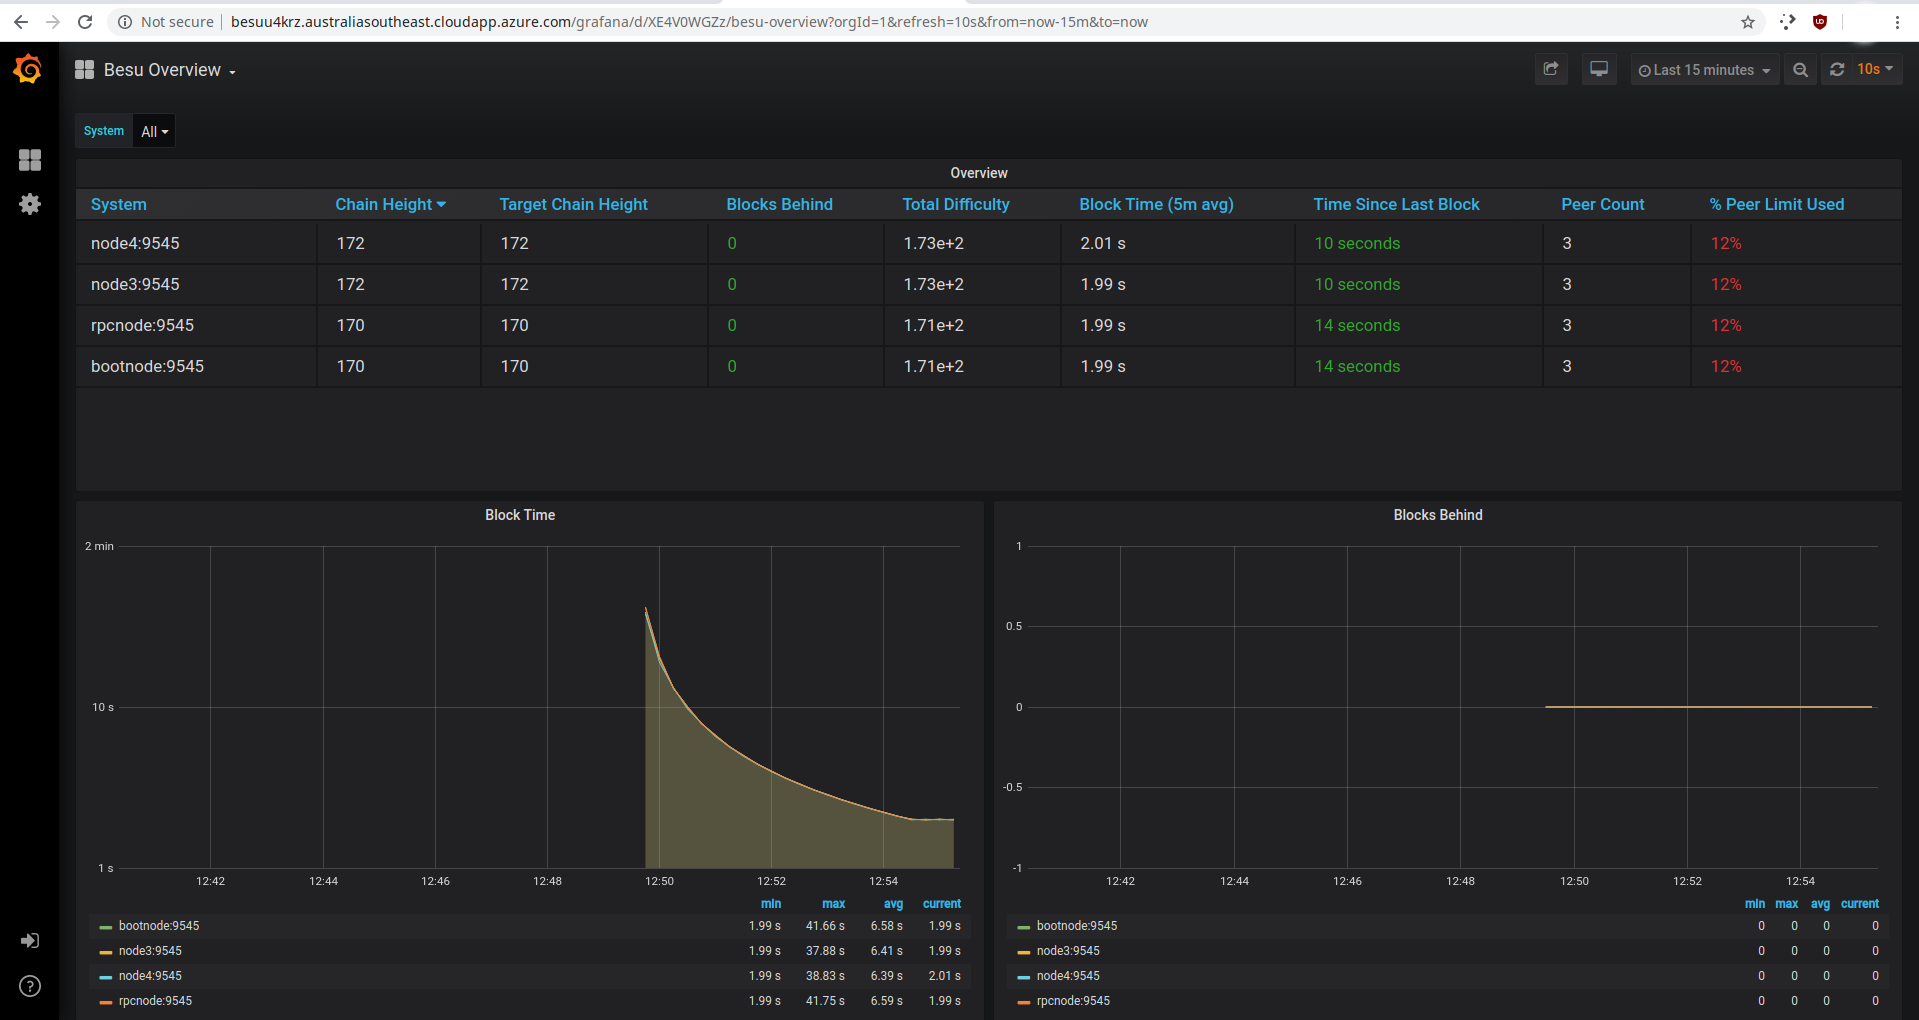 Not secure | besuu4krz.australiasoutheast.cloudapp.azure.com/grafana/d/XE4V0WGZz/besu-overview?orgId=1&refresh=10s&from=now-15m&to=now
Besu Overview
Last 15 minutes
10s
System All
Overview
System Chain Height Target Chain Height Blocks Behind Total Difficulty Block Time (5m avg) Time Since Last Block Peer Count % Peer Limit Used
node4:9545 172 172 0 1.73e+2 2.01 s 10 seconds 3 12%
node3:9545 172 172 0 1.73e+2 1.99 s 10 seconds 3 12%
rpcnode:9545 170 170 0 1.71e+2 1.99 s 14 seconds 3 12%
bootnode:9545 170 170 0 1.71e+2 1.99 s 14 seconds 3 12%
Block Time
2 min
10 s
1 s
12:42 12:44 12:46 12:48 12:50 12:52 12:54
min max avg current
bootnode:9545 1.99 s 41.66 s 6.58 s 1.99 s
node3:9545 1.99 s 37.88 s 6.41 s 1.99 s
node4:9545 1.99 s 38.83 s 6.39 s 2.01 s
rpcnode:9545 1.99 s 41.75 s 6.59 s 1.99 s
Blocks Behind
1
0.5
0
-0.5
-1
12:42 12:44 12:46 12:48 12:50 12:52 12:54
min max avg current
bootnode:9545 0 0 0 0
node3:9545 0 0 0 0
node4:9545 0 0 0 0
rpcnode:9545 0 0 0 0